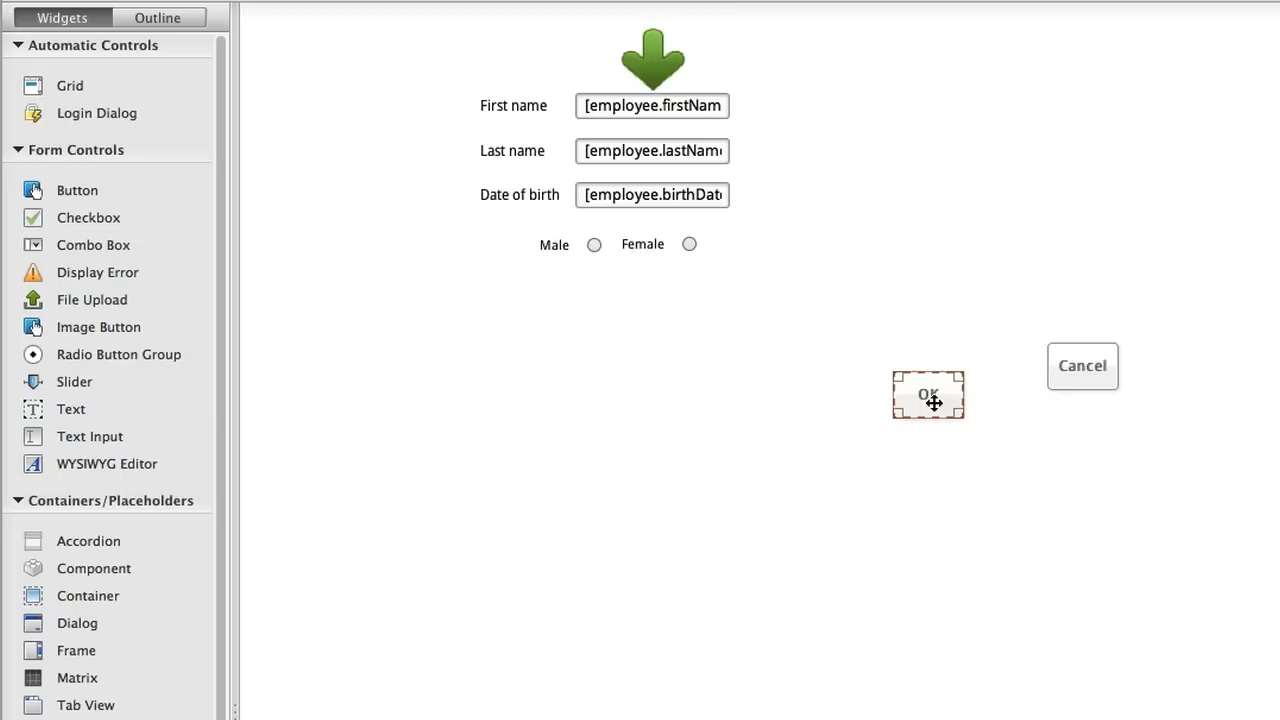 Widgets
Outline
Automatic Controls
Grid
Login Dialog
Form Controls
Button
Checkbox
Combo Box
Display Error
File Upload
Image Button
Radio Button Group
Slider
Text
Text Input
WYSIWYG Editor
Containers/Placeholders
Accordion
Component
Container
Dialog
Frame
Matrix
Tab View
First name
[employee.firstNam
Last name
[employee.lastNam
Date of birth
[employee.birthDat
Male
Female
OK
Cancel